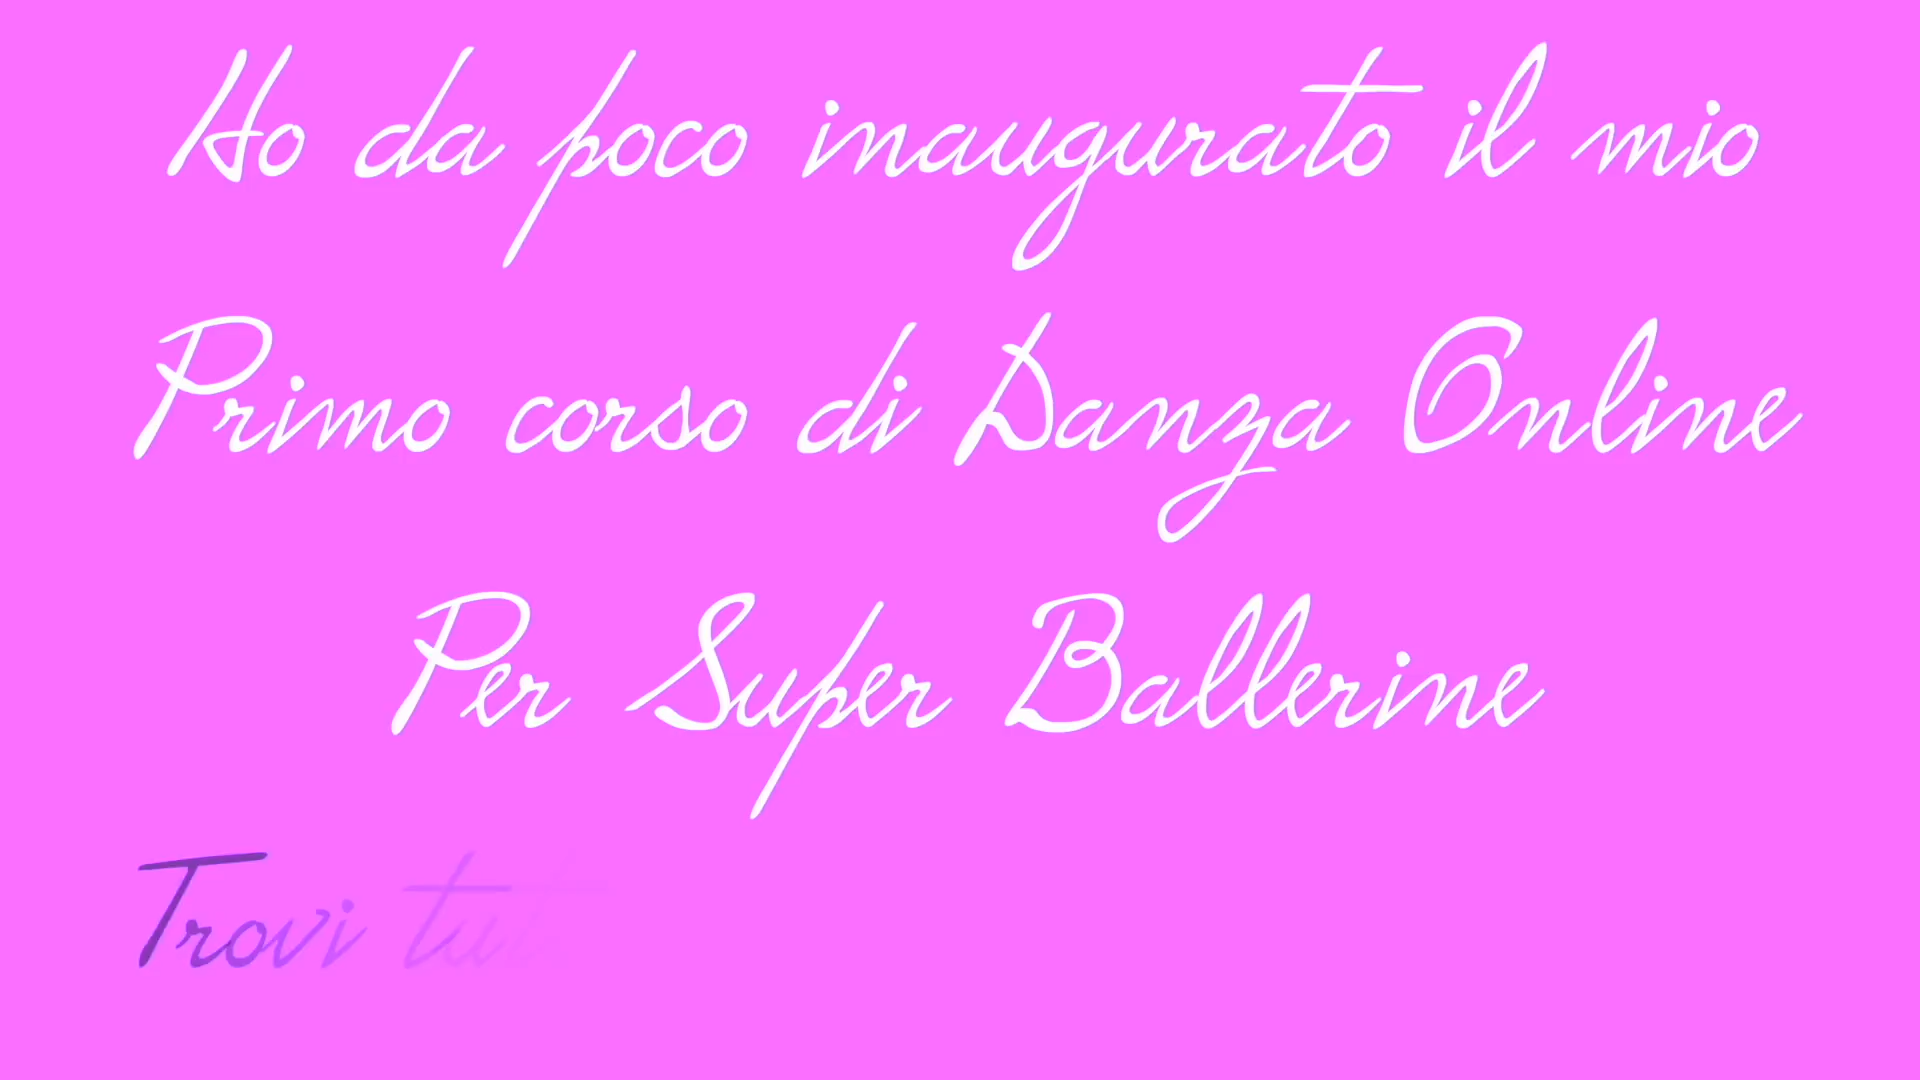 Ho da poco inaugurato il mio
Primo corso di Danza Online
Per Super Ballerine
Trovi